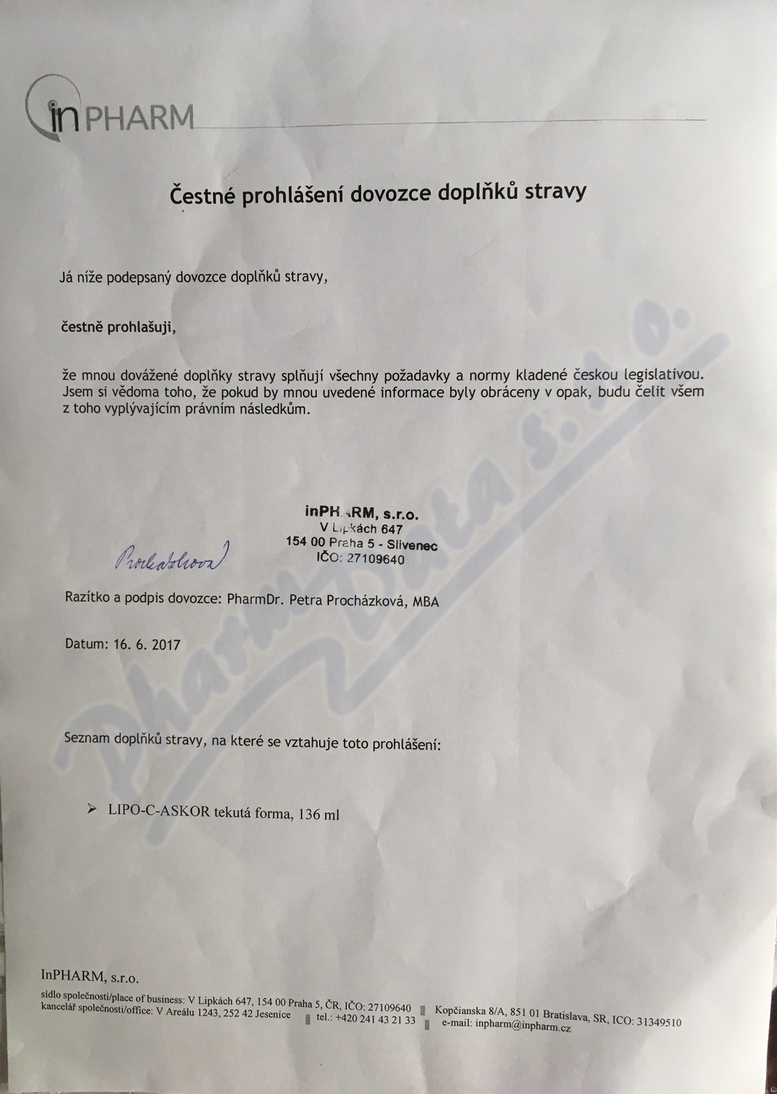 inPHARM
Čestné prohlášení dovozce doplňků stravy
Já níže podepsaný dovozce doplňků stravy,
čestně prohlašuji,
že mnou dovážené doplňky stravy splňují všechny požadavky a normy kladené českou legislativou.
Jsem si vědoma toho, že pokud by mnou uvedené informace byly obráceny v opak, budu čelit všem
z toho vyplývajícím právním následkům.
inPHARM, s.r.o.
V Lipkách 647
154 00 Praha 5 - Slivenec
IČO: 27109640
Procházková
Razítko a podpis dovozce: PharmDr. Petra Procházková, MBA
Datum: 16. 6. 2017
Pharm Data s.r.o.
Seznam doplňků stravy, na které se vztahuje toto prohlášení:
➢ LIPO-C-ASKOR tekutá forma, 136 ml
InPHARM, s.r.o.
sídlo společnosti/place of business: V Lipkách 647, 154 00 Praha 5, ČR, IČO: 27109640 Kopčianska 8/A, 851 01 Bratislava, SR, ICO: 31349510
kancelář společnosti/office: V Areálu 1243, 252 42 Jesenice tel.: +420 241 43 21 33 e-mail: inpharm@inpharm.cz